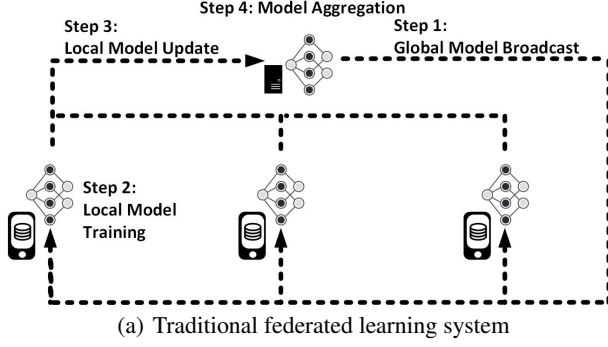 Step 4: Model Aggregation
Step 3:
Local Model Update
Step 1:
Global Model Broadcast
Step 2:
Local Model
Training
(a) Traditional federated learning system